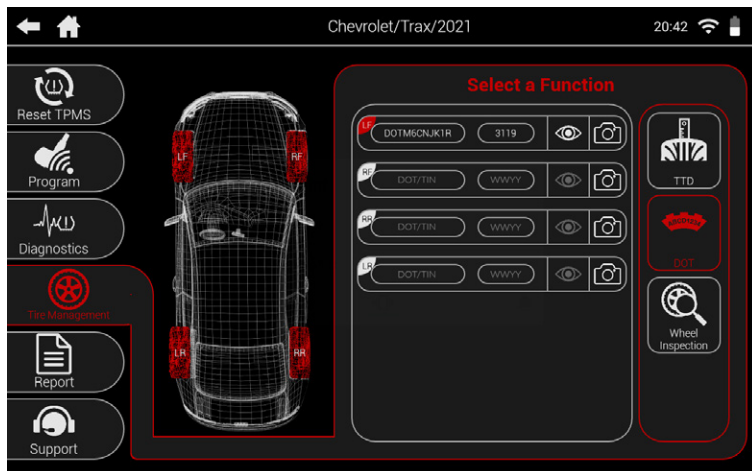 Chevrolet/Trax/2021
20:42
Reset TPMS
Program
Diagnostics
Tire Management
Report
Support
LF
RF
LR
RR
Select a Function
LF
DOTM6CNJK1R
3119
RF
DOT/TIN
WWYY
RR
DOT/TIN
WWYY
LR
DOT/TIN
WWYY
TTD
DOT
Wheel
Inspection